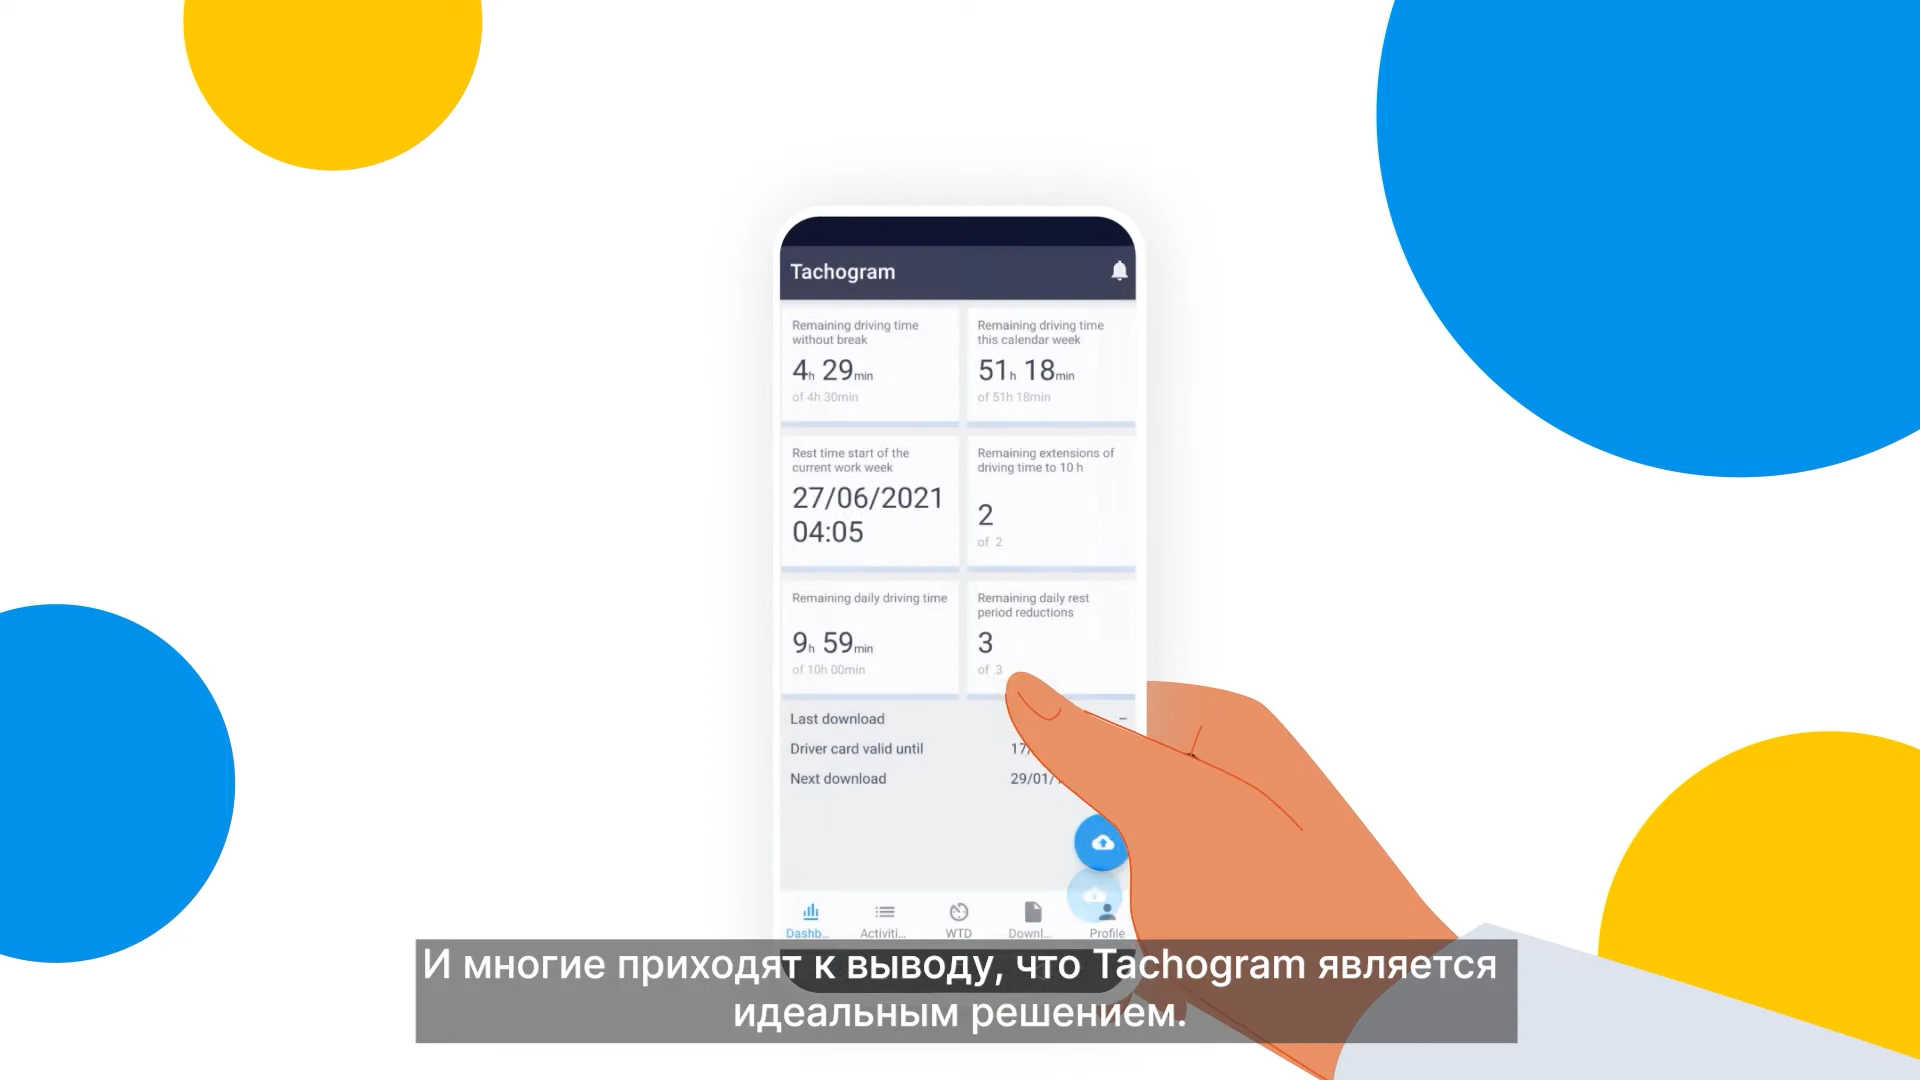 Tachogram
Remaining driving time
without break
4h 29min
of 4h 30min
Remaining driving time
this calendar week
51h 18min
of 51h 18min
Rest time start of the
current work week
27/06/2021
04:05
Remaining extensions of
driving time to 10 h
2
of 2
Remaining daily driving time
9h 59min
of 10h 00min
Remaining daily rest
period reductions
3
of 3
Last download –
Driver card valid until 17/
Next download 29/01/
Dashb... Activiti... WTD Downl... Profile
И многие приходят к выводу, что Tachogram является
идеальным решением.